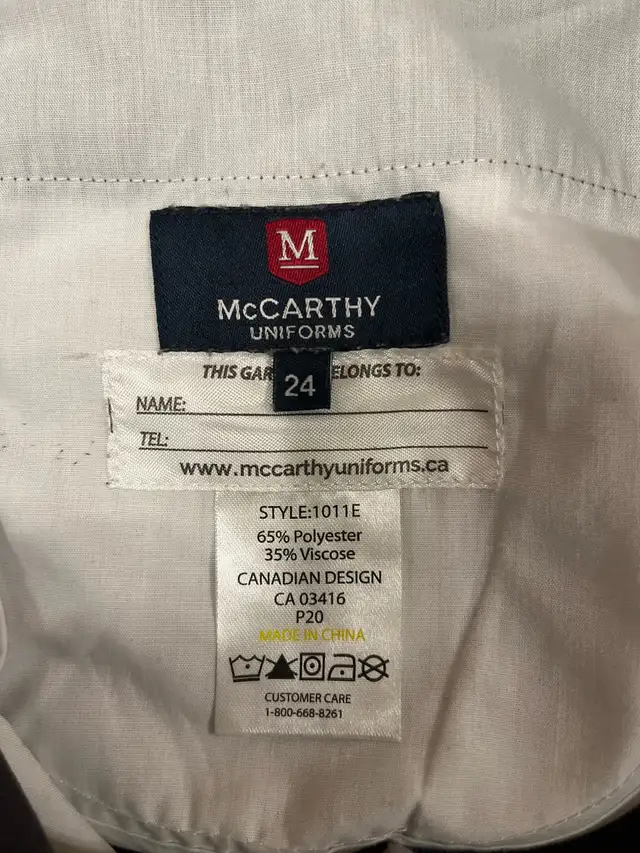 M
McCARTHY
UNIFORMS
THIS GAR ELONGS TO:
24
NAME:
TEL:
www.mccarthyuniforms.ca
STYLE:1011E
65% Polyester
35% Viscose
CANADIAN DESIGN
CA 03416
P20
MADE IN CHINA
CUSTOMER CARE
1-800-668-8261